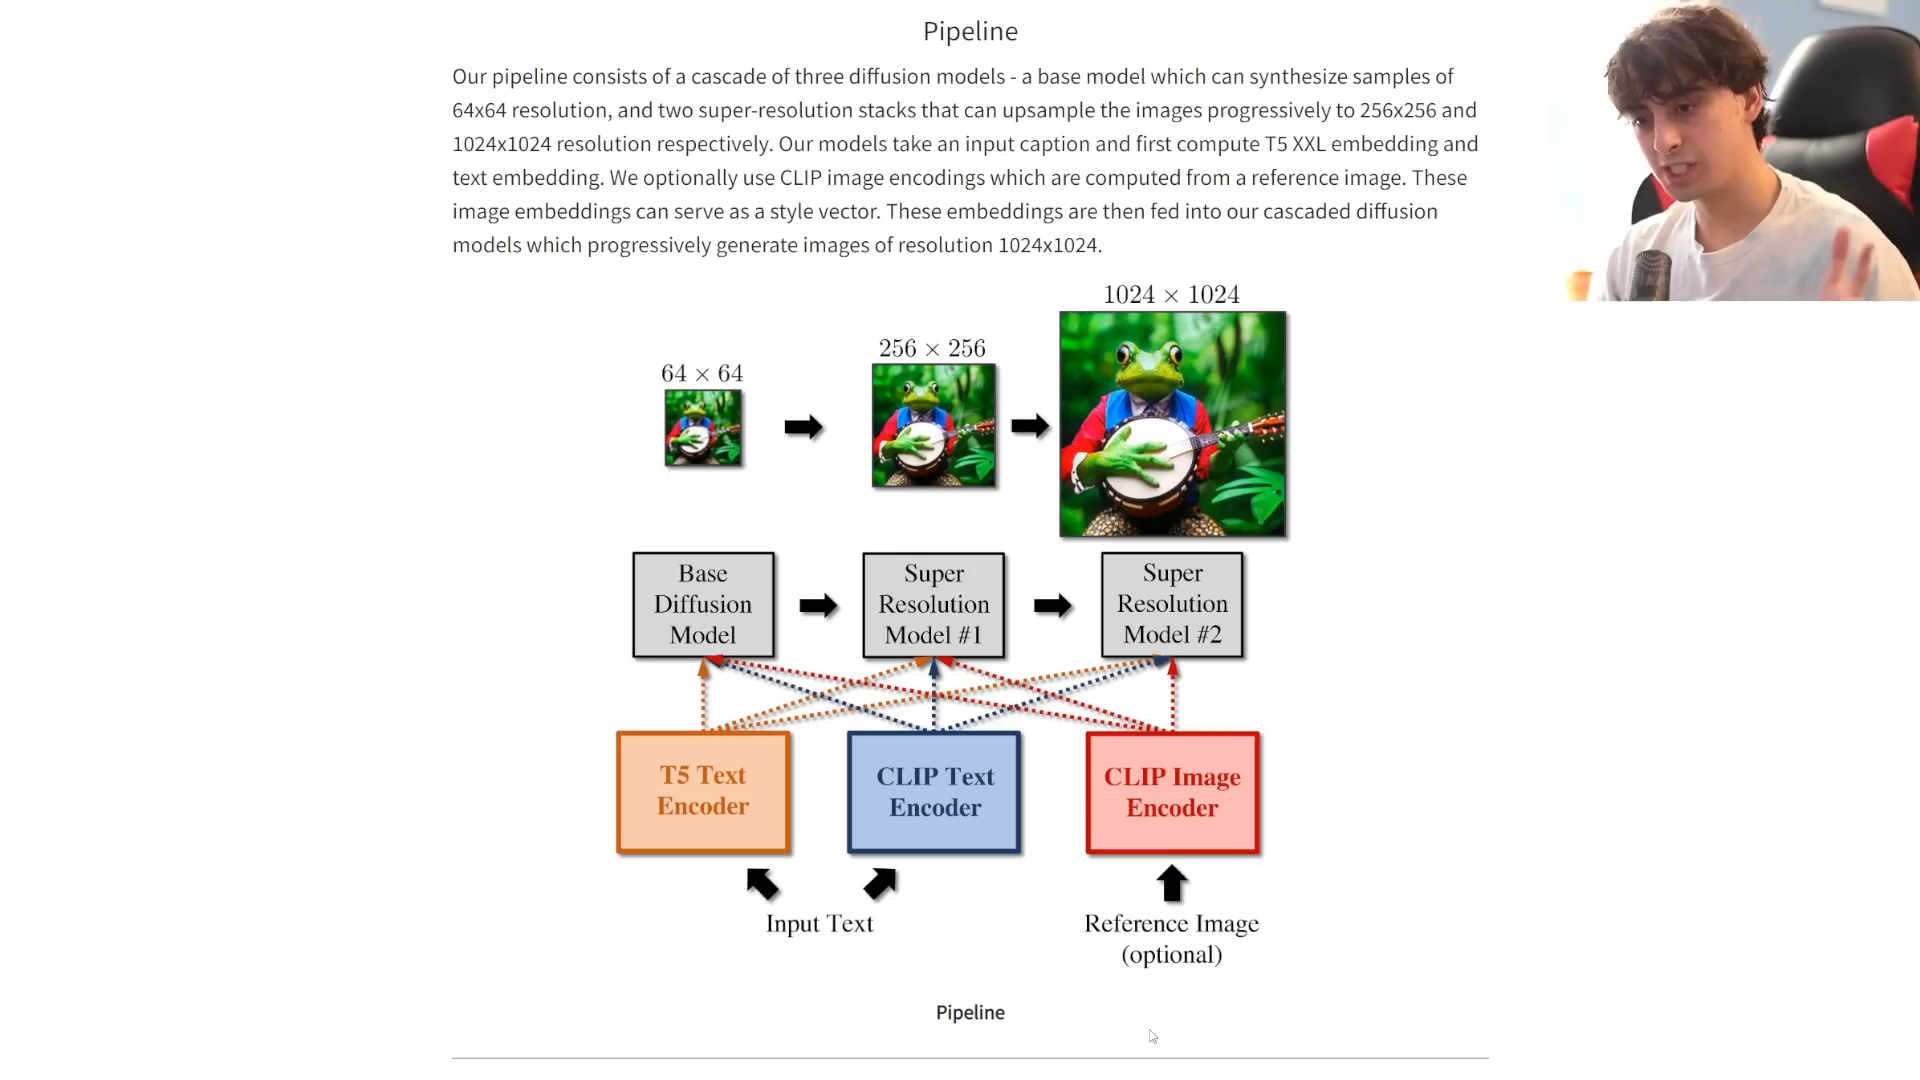 Pipeline
Our pipeline consists of a cascade of three diffusion models - a base model which can synthesize samples of
64x64 resolution, and two super-resolution stacks that can upsample the images progressively to 256x256 and
1024x1024 resolution respectively. Our models take an input caption and first compute T5 XXL embedding and
text embedding. We optionally use CLIP image encodings which are computed from a reference image. These
image embeddings can serve as a style vector. These embeddings are then fed into our cascaded diffusion
models which progressively generate images of resolution 1024x1024.
64 × 64
256 × 256
1024 × 1024
Base
Diffusion
Model
Super
Resolution
Model #1
Super
Resolution
Model #2
T5 Text
Encoder
CLIP Text
Encoder
CLIP Image
Encoder
Input Text
Reference Image
(optional)
Pipeline